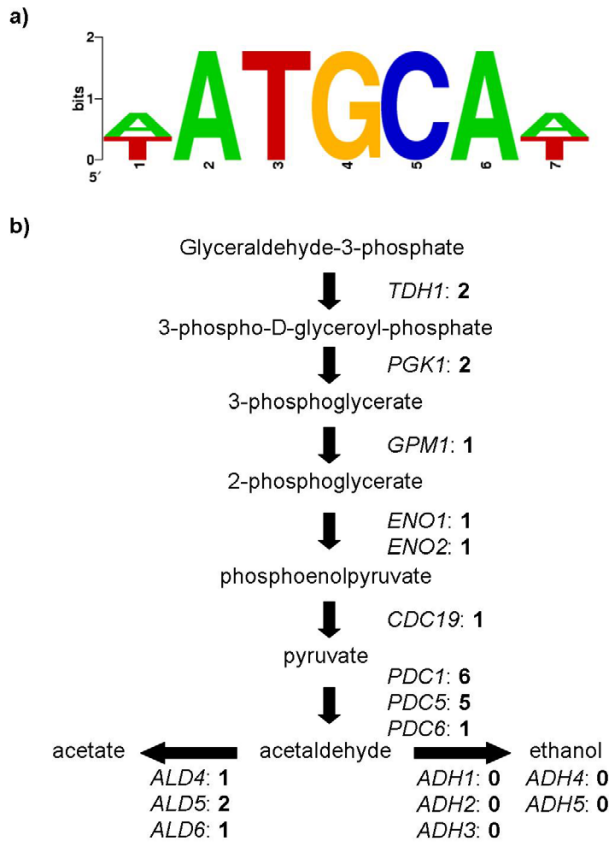 a)
2
bits
1
0
AATGCAA
TT
5′
1 2 3 4 5 6 7
b)
Glyceraldehyde-3-phosphate
TDH1: 2
3-phospho-D-glyceroyl-phosphate
PGK1: 2
3-phosphoglycerate
GPM1: 1
2-phosphoglycerate
ENO1: 1
ENO2: 1
phosphoenolpyruvate
CDC19: 1
pyruvate
PDC1: 6
PDC5: 5
PDC6: 1
acetate acetaldehyde ethanol
ALD4: 1 ADH1: 0 ADH4: 0
ALD5: 2 ADH2: 0 ADH5: 0
ALD6: 1 ADH3: 0